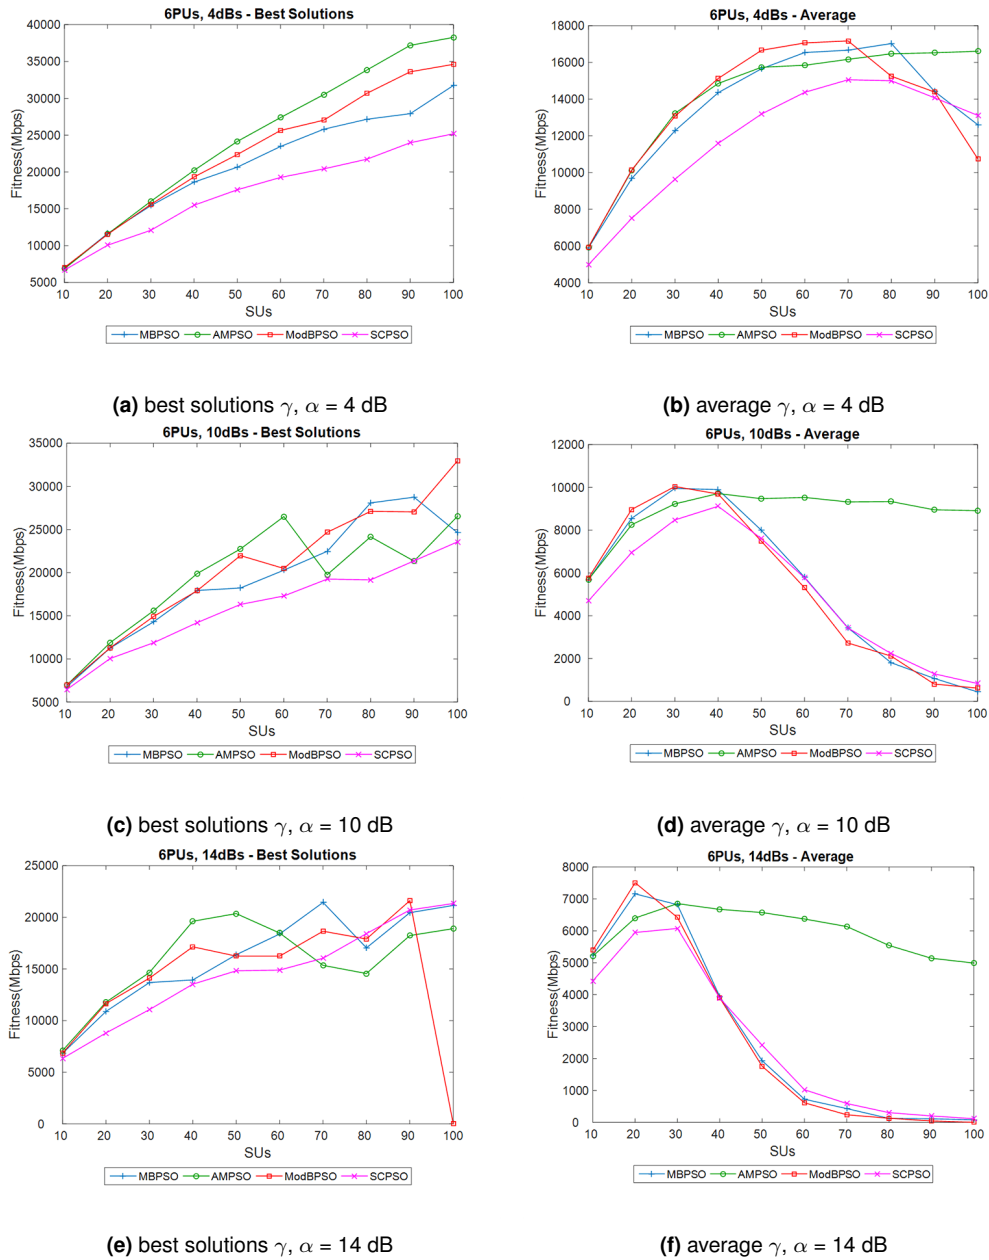 6PUs, 4dBs - Best Solutions
40000
35000
30000
25000
20000
15000
10000
5000
Fitness(Mbps)
10 20 30 40 50 60 70 80 90 100
SUs
MBPSO AMPSO ModBPSO SCPSO
(a) best solutions γ, α = 4 dB
6PUs, 4dBs - Average
18000
16000
14000
12000
10000
8000
6000
4000
Fitness(Mbps)
10 20 30 40 50 60 70 80 90 100
SUs
MBPSO AMPSO ModBPSO SCPSO
(b) average γ, α = 4 dB
6PUs, 10dBs - Best Solutions
35000
30000
25000
20000
15000
10000
5000
Fitness(Mbps)
10 20 30 40 50 60 70 80 90 100
SUs
MBPSO AMPSO ModBPSO SCPSO
(c) best solutions γ, α = 10 dB
6PUs, 10dBs - Average
12000
10000
8000
6000
4000
2000
0
Fitness(Mbps)
10 20 30 40 50 60 70 80 90 100
SUs
MBPSO AMPSO ModBPSO SCPSO
(d) average γ, α = 10 dB
6PUs, 14dBs - Best Solutions
25000
20000
15000
10000
5000
0
Fitness(Mbps)
10 20 30 40 50 60 70 80 90 100
SUs
MBPSO AMPSO ModBPSO SCPSO
(e) best solutions γ, α = 14 dB
6PUs, 14dBs - Average
8000
7000
6000
5000
4000
3000
2000
1000
0
Fitness(Mbps)
10 20 30 40 50 60 70 80 90 100
SUs
MBPSO AMPSO ModBPSO SCPSO
(f) average γ, α = 14 dB